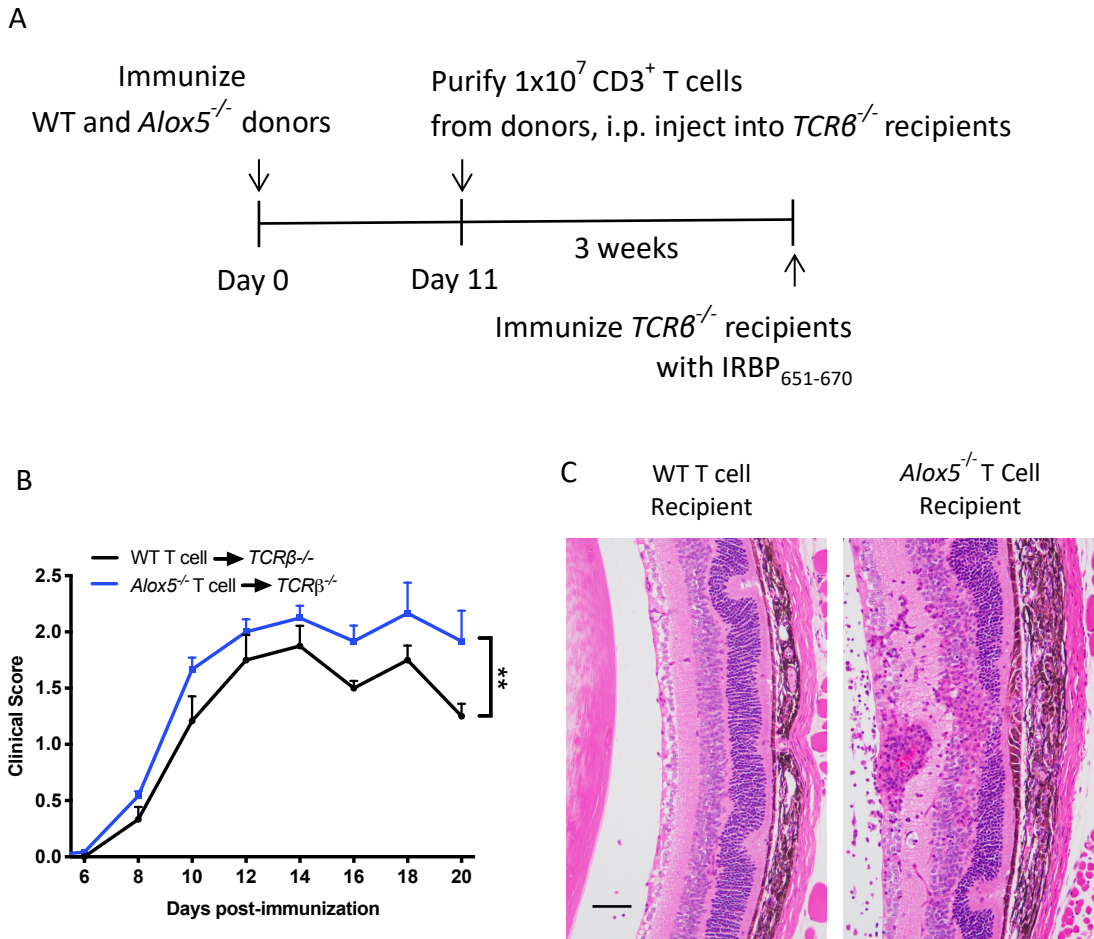 A
Immunize
WT and Alox5-/- donors
Purify 1x10⁷ CD3⁺ T cells
from donors, i.p. inject into TCRβ-/- recipients
3 weeks
Day 0
Day 11
Immunize TCRβ-/- recipients
with IRBP651-670
B
WT T cell → TCRβ-/-
Alox5-/- T cell → TCRβ-/-
2.5
2.0
1.5
1.0
0.5
0.0
Clinical Score
**
6 8 10 12 14 16 18 20
Days post-immunization
C
WT T cell
Recipient
Alox5-/- T Cell
Recipient